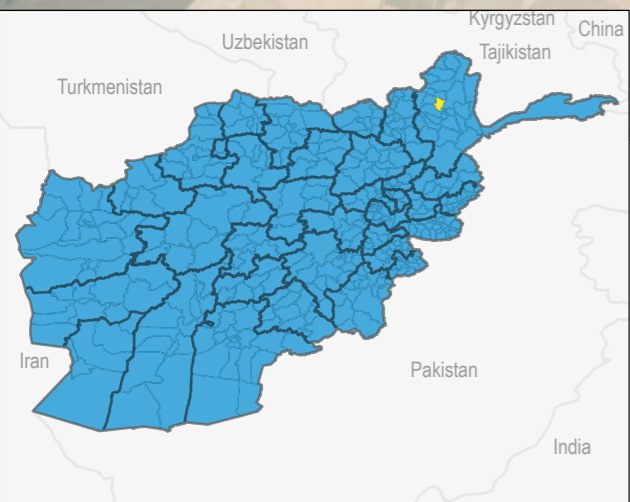 Kyrgyzstan
China
Uzbekistan
Tajikistan
Turkmenistan
Iran
Pakistan
India